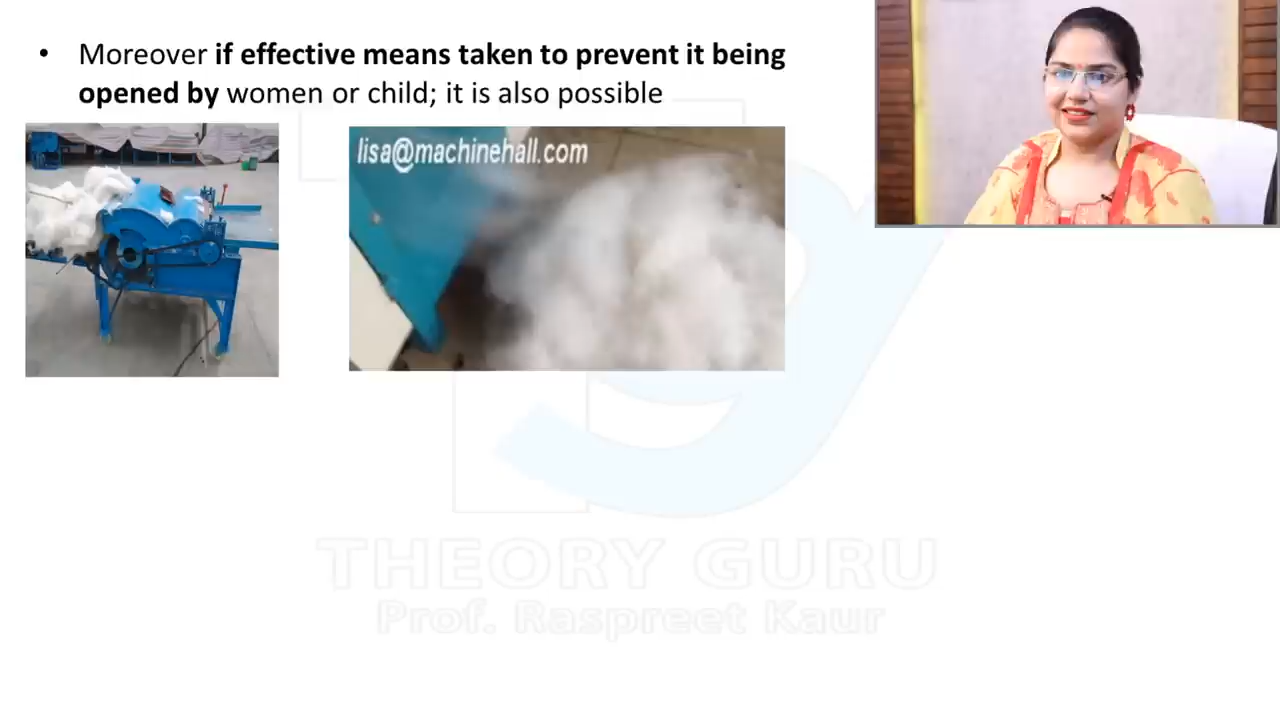 • Moreover if effective means taken to prevent it being
opened by women or child; it is also possible
lisa@machinehall.com
THEORY GURU
Prof. Raspreet Kaur